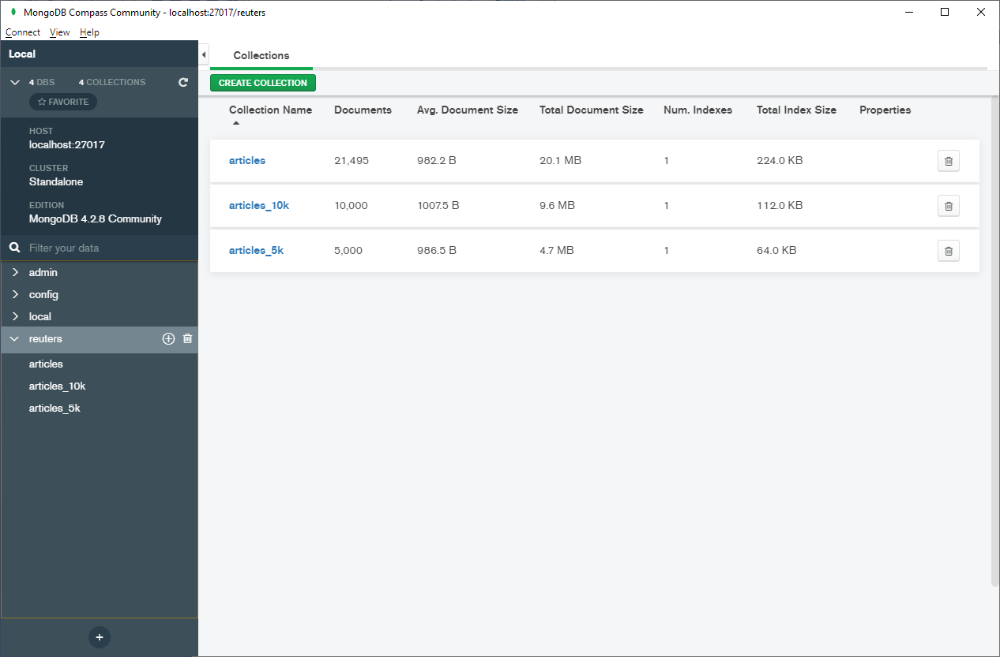 MongoDB Compass Community - localhost:27017/reuters
Connect View Help
Local
4 DBS 4 COLLECTIONS
FAVORITE
HOST
localhost:27017
CLUSTER
Standalone
EDITION
MongoDB 4.2.8 Community
Filter your data
admin
config
local
reuters
articles
articles_10k
articles_5k
Collections
CREATE COLLECTION
Collection Name Documents Avg. Document Size Total Document Size Num. Indexes Total Index Size Properties
articles 21,495 982.2 B 20.1 MB 1 224.0 KB
articles_10k 10,000 1007.5 B 9.6 MB 1 112.0 KB
articles_5k 5,000 986.5 B 4.7 MB 1 64.0 KB